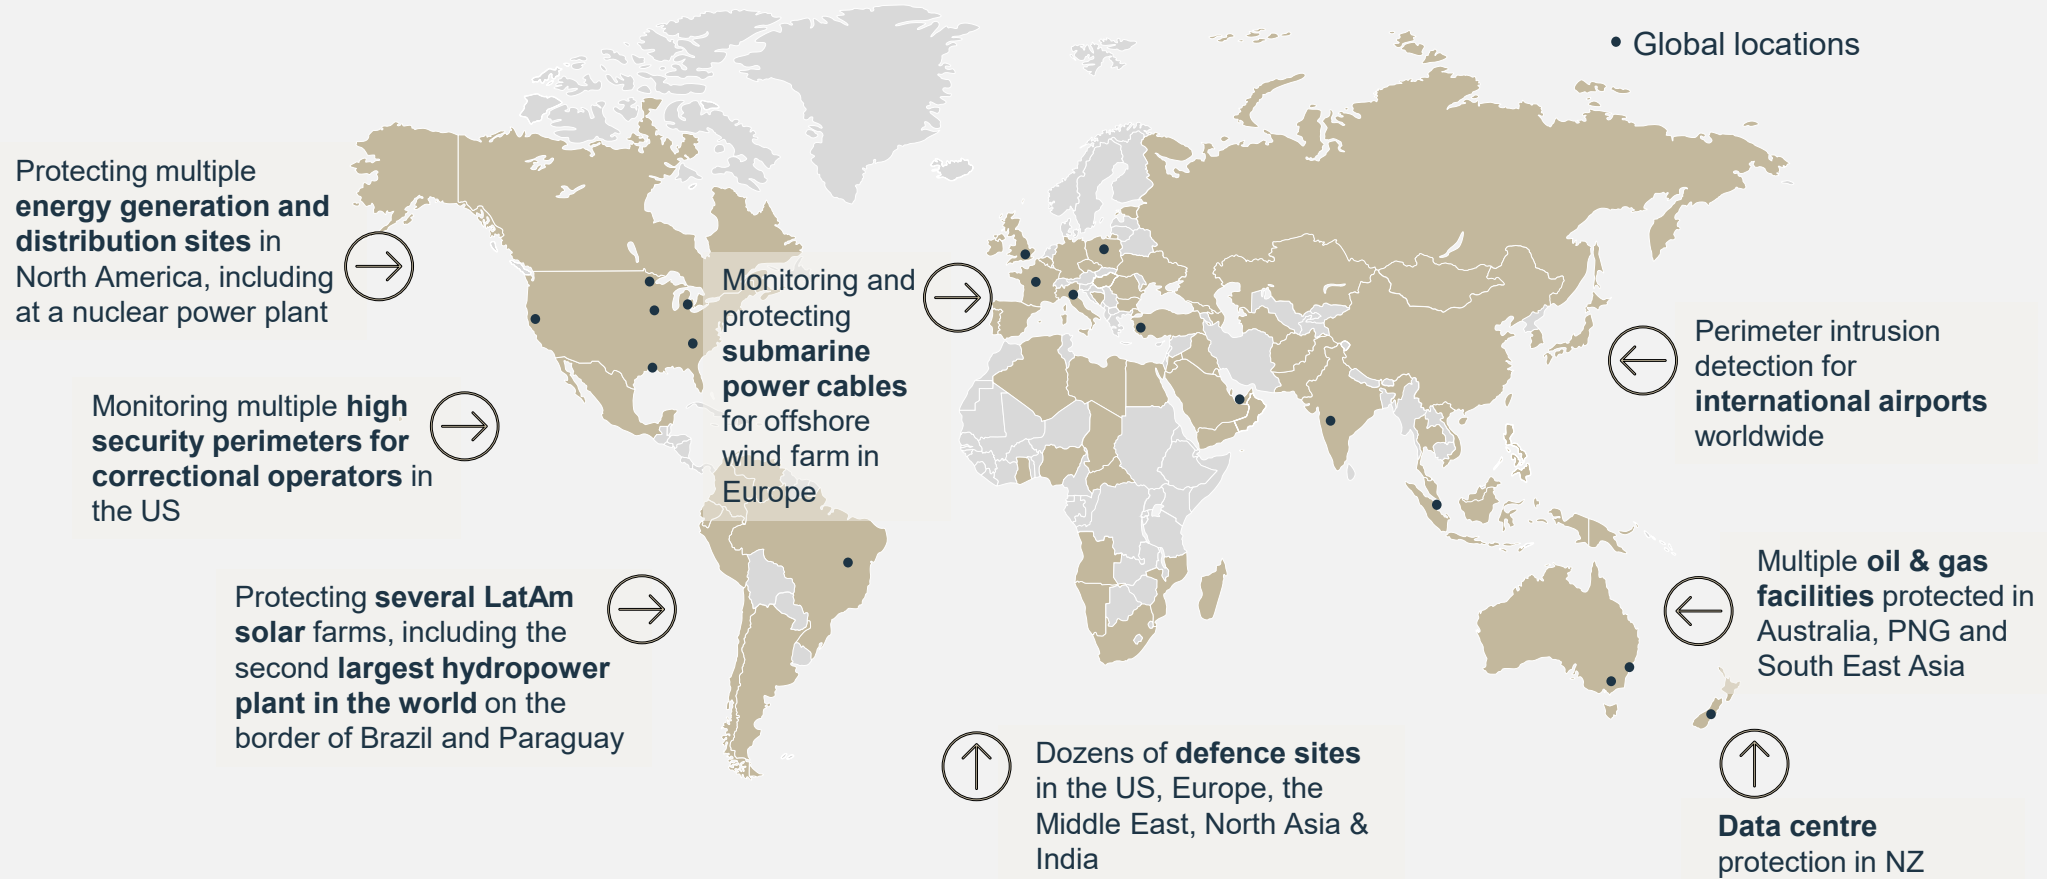 • Global locations
Protecting multiple
energy generation and
distribution sites in
North America, including
at a nuclear power plant
Monitoring and
protecting
submarine
power cables
for offshore
wind farm in
Europe
Perimeter intrusion
detection for
international airports
worldwide
Monitoring multiple high
security perimeters for
correctional operators in
the US
Multiple oil & gas
facilities protected in
Australia, PNG and
South East Asia
Protecting several LatAm
solar farms, including the
second largest hydropower
plant in the world on the
border of Brazil and Paraguay
Dozens of defence sites
in the US, Europe, the
Middle East, North Asia &
India
Data centre
protection in NZ